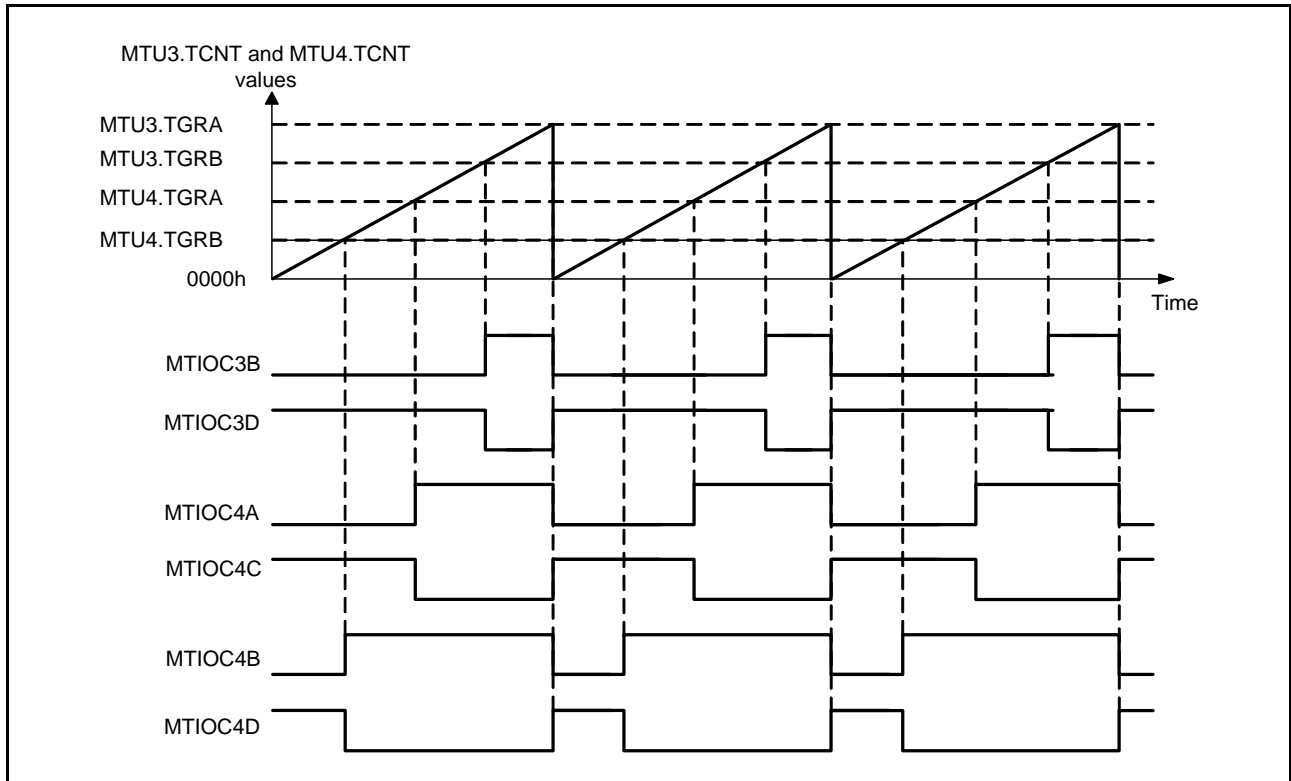 MTU3.TCNT and MTU4.TCNT
values
MTU3.TGRA
MTU3.TGRB
MTU4.TGRA
MTU4.TGRB
0000h
Time
MTIOC3B
MTIOC3D
MTIOC4A
MTIOC4C
MTIOC4B
MTIOC4D